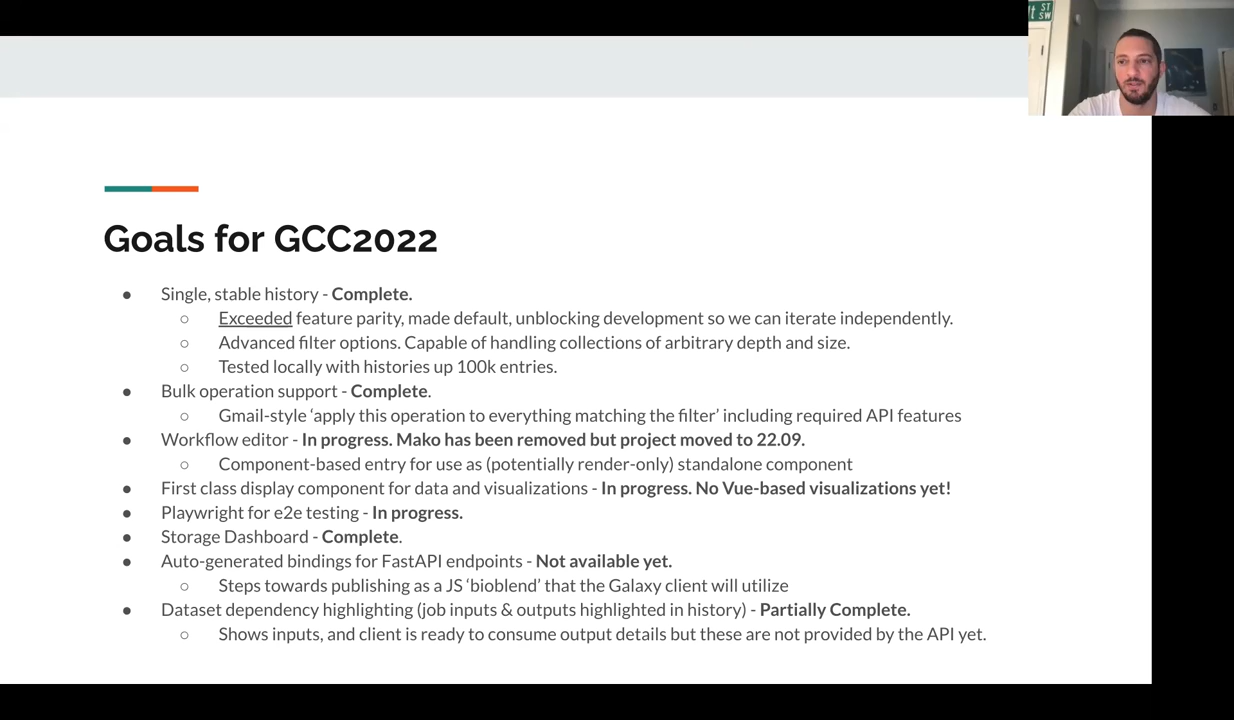 t ST
SW
Goals for GCC2022
● Single, stable history - Complete.
○ Exceeded feature parity, made default, unblocking development so we can iterate independently.
○ Advanced filter options. Capable of handling collections of arbitrary depth and size.
○ Tested locally with histories up 100k entries.
● Bulk operation support - Complete.
○ Gmail-style ‘apply this operation to everything matching the filter’ including required API features
● Workflow editor - In progress. Mako has been removed but project moved to 22.09.
○ Component-based entry for use as (potentially render-only) standalone component
● First class display component for data and visualizations - In progress. No Vue-based visualizations yet!
● Playwright for e2e testing - In progress.
● Storage Dashboard - Complete.
● Auto-generated bindings for FastAPI endpoints - Not available yet.
○ Steps towards publishing as a JS ‘bioblend’ that the Galaxy client will utilize
● Dataset dependency highlighting (job inputs & outputs highlighted in history) - Partially Complete.
○ Shows inputs, and client is ready to consume output details but these are not provided by the API yet.